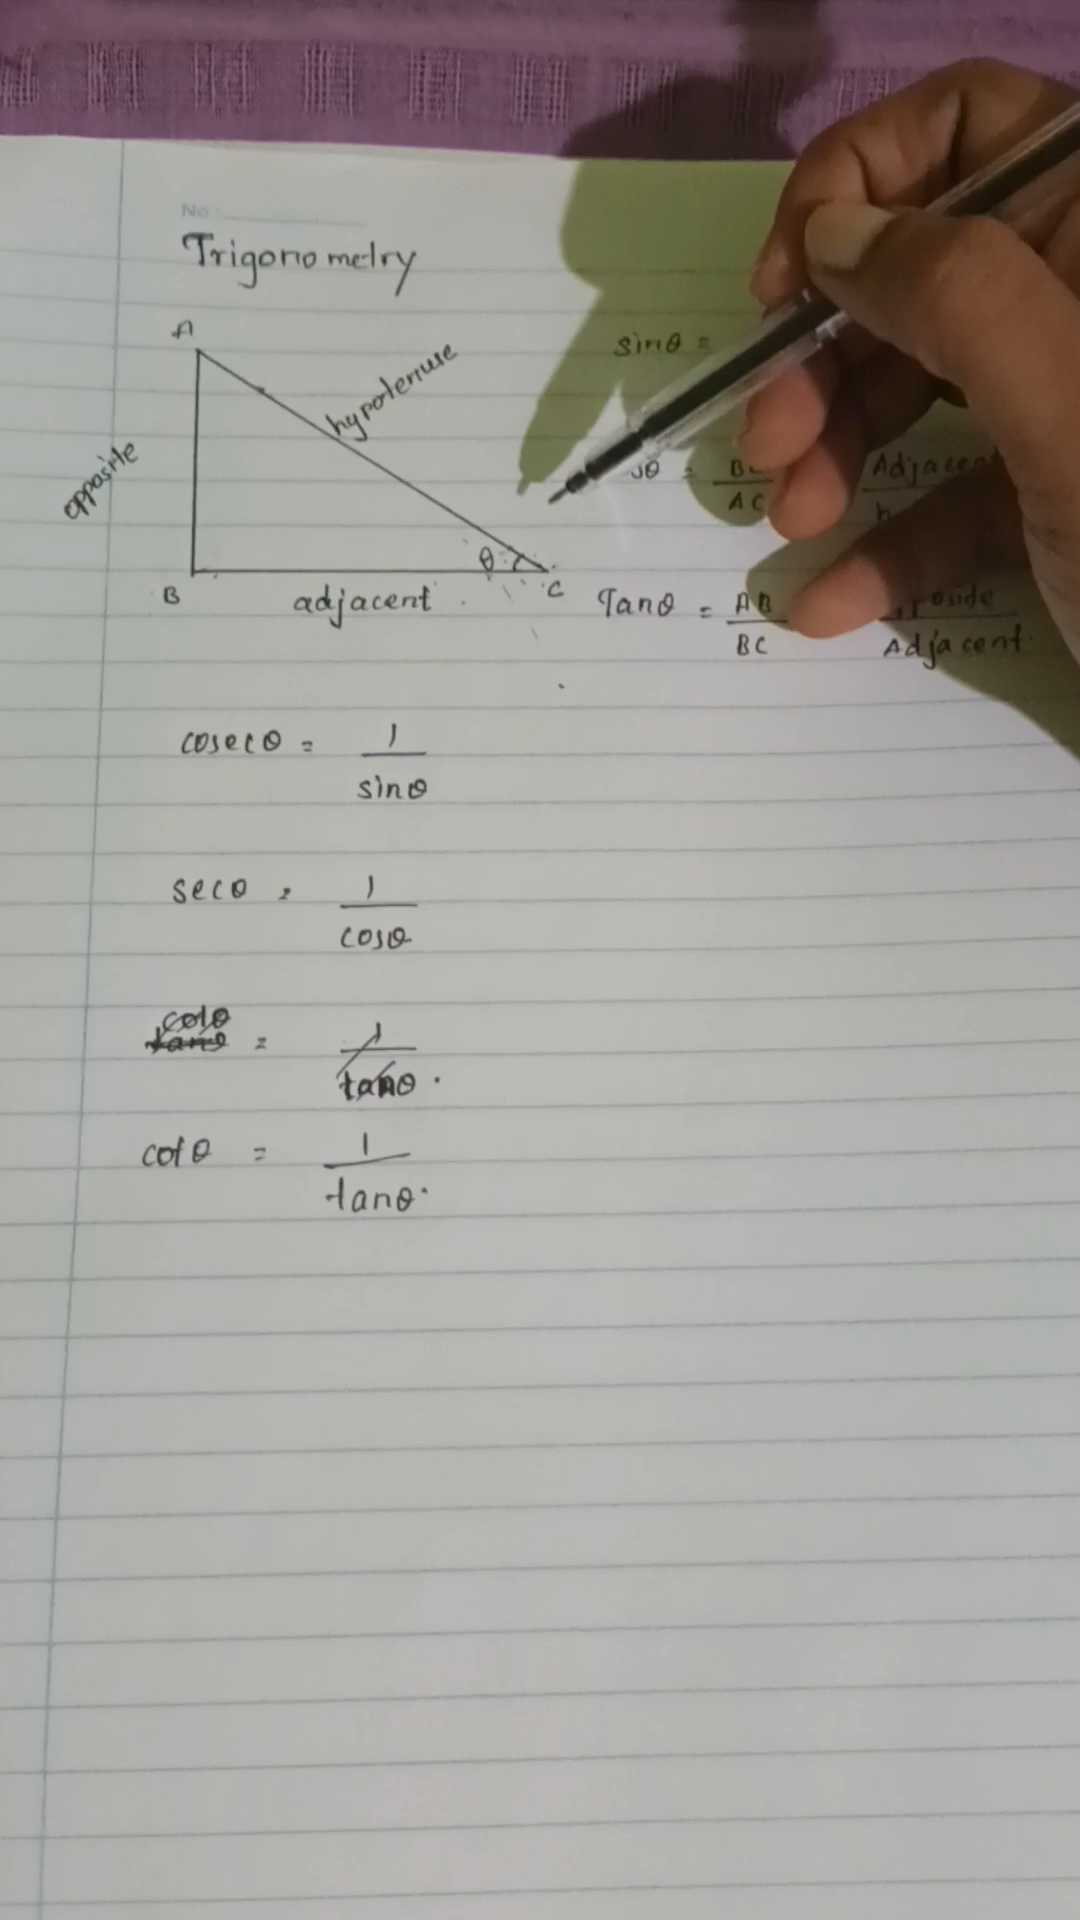 No
Trigonometry
A
hypotenuse
opposite
θ
B
adjacent
C
sinθ =
θ =
AC
Adjacent
Tanθ = AB
BC
Adjacent.
cosecθ = 1
sinθ
secθ = 1
cosθ
cotθ
tanθ = 1
tanθ.
cotθ = 1
tanθ.